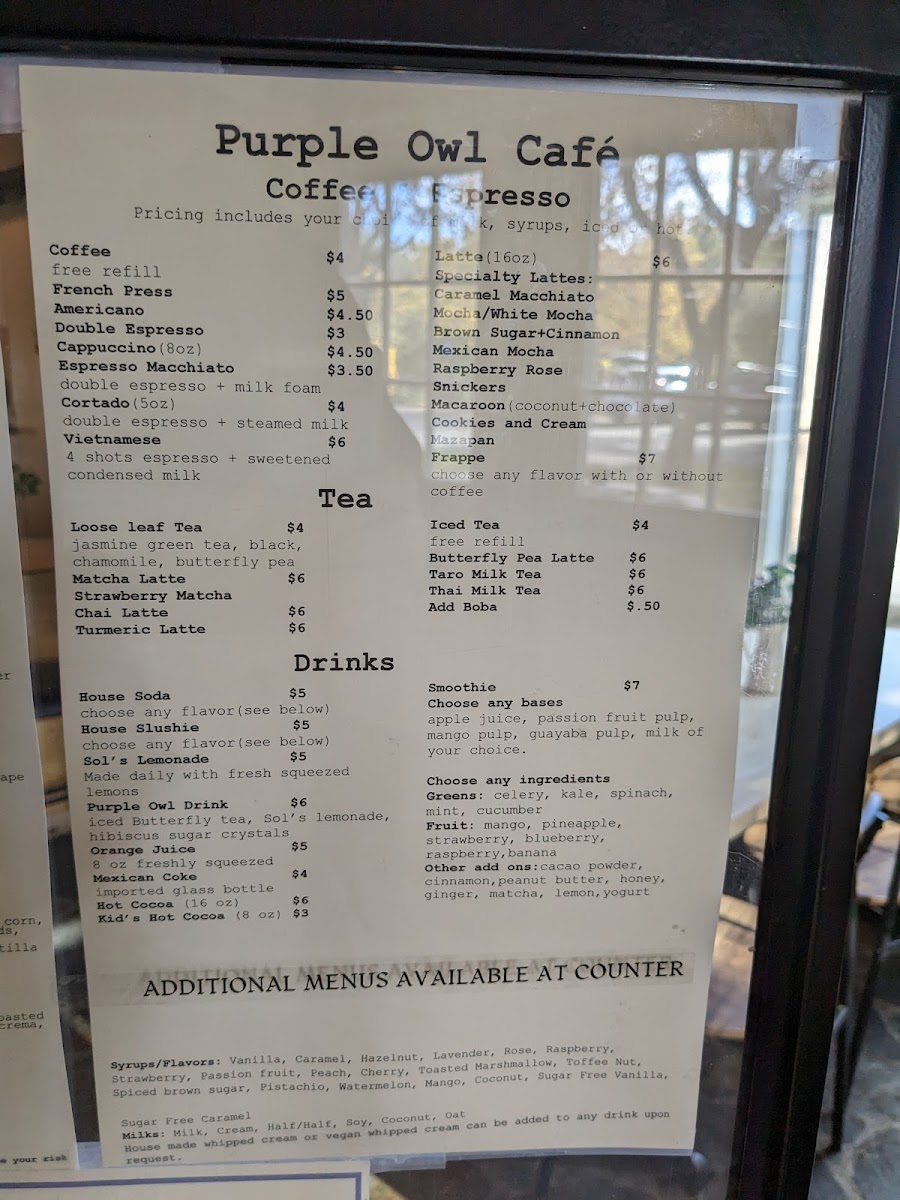 Purple Owl Café
Coffee Espresso
Pricing includes your syrups, iced or hot
Coffee $4
free refill
French Press $5
Americano $4.50
Double Espresso $3
Cappuccino(8oz) $4.50
Espresso Macchiato $3.50
double espresso + milk foam
Cortado(5oz) $4
double espresso + steamed milk
Vietnamese $6
4 shots espresso + sweetened
condensed milk
Latte(16oz) $6
Specialty Lattes:
Caramel Macchiato
Mocha/White Mocha
Brown Sugar+Cinnamon
Mexican Mocha
Raspberry Rose
Snickers
Macaroon(coconut+chocolate)
Cookies and Cream
Mazapan
Frappe $7
choose any flavor with or without
coffee
Tea
Loose leaf Tea $4
jasmine green tea, black,
chamomile, butterfly pea
Matcha Latte $6
Strawberry Matcha
Chai Latte $6
Turmeric Latte $6
Iced Tea $4
free refill
Butterfly Pea Latte $6
Taro Milk Tea $6
Thai Milk Tea $6
Add Boba $.50
Drinks
House Soda $5
choose any flavor(see below)
House Slushie $5
choose any flavor(see below)
Sol's Lemonade $5
Made daily with fresh squeezed
lemons
Purple Owl Drink $6
iced Butterfly tea, Sol's lemonade,
hibiscus sugar crystals
Orange Juice $5
8 oz freshly squeezed
Mexican Coke $4
imported glass bottle
Hot Cocoa (16 oz) $6
Kid's Hot Cocoa (8 oz) $3
Smoothie $7
Choose any bases
apple juice, passion fruit pulp,
mango pulp, guayaba pulp, milk of
your choice.
Choose any ingredients
Greens: celery, kale, spinach,
mint, cucumber
Fruit: mango, pineapple,
strawberry, blueberry,
raspberry,banana
Other add ons:cacao powder,
cinnamon,peanut butter, honey,
ginger, matcha, lemon,yogurt
ADDITIONAL MENUS AVAILABLE AT COUNTER
Syrups/Flavors: Vanilla, Caramel, Hazelnut, Lavender, Rose, Raspberry,
Strawberry, Passion fruit, Peach, Cherry, Toasted Marshmallow, Toffee Nut,
Spiced brown sugar, Pistachio, Watermelon, Mango, Coconut, Sugar Free Vanilla,
Sugar Free Caramel
Milks: Milk, Cream, Half/Half, Soy, Coconut, Oat
House made whipped cream or vegan whipped cream can be added to any drink upon
request.
corn,
crema,
your risk